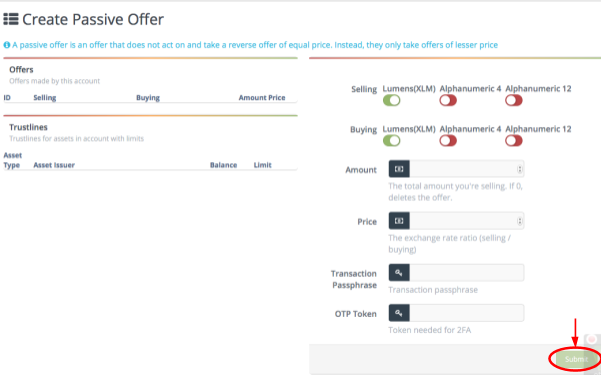 Create Passive Offer
A passive offer is an offer that does not act on and take a reverse offer of equal price. Instead, they only take offers of lesser price
Offers
Offers made by this account
ID Selling Buying Amount Price
Trustlines
Trustlines for assets in account with limits
Asset
Type Asset Issuer Balance Limit
Selling Lumens(XLM) Alphanumeric 4 Alphanumeric 12
Buying Lumens(XLM) Alphanumeric 4 Alphanumeric 12
Amount
The total amount you're selling. If 0,
deletes the offer.
Price
The exchange rate ratio (selling /
buying)
Transaction
Passphrase
Transaction passphrase
OTP Token
Token needed for 2FA
Submit